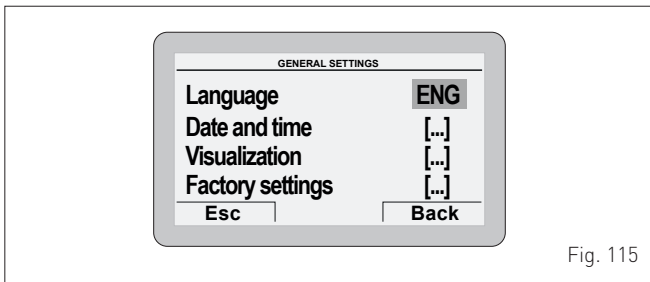 GENERAL SETTINGS
Language ENG
Date and time [...]
Visualization [...]
Factory settings [...]
Esc Back
Fig. 115